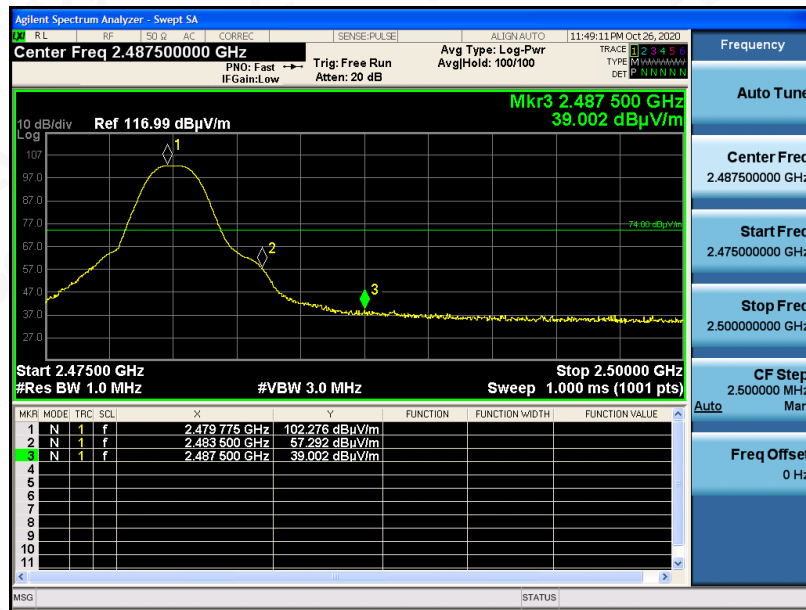 Agilent Spectrum Analyzer - Swept SA
LXI RL RF 50 Ω AC CORREC SENSE:PULSE ALIGN AUTO 11:49:11 PM Oct 26, 2020
Center Freq 2.487500000 GHz
PNO: Fast
IFGain:Low
Trig: Free Run
Atten: 20 dB
Avg Type: Log-Pwr
Avg|Hold: 100/100
TRACE 1 2 3 4 5 6
TYPE M WWWWW
DET P N N N N N
Mkr3 2.487 500 GHz
39.002 dBµV/m
10 dB/div Ref 116.99 dBµV/m
Log
107
97.0
87.0
77.0
67.0
57.0
47.0
37.0
27.0
1
2
3
74.00 dBµV/m
Start 2.47500 GHz Stop 2.50000 GHz
#Res BW 1.0 MHz #VBW 3.0 MHz Sweep 1.000 ms (1001 pts)
MKR MODE TRC SCL X Y FUNCTION FUNCTION WIDTH FUNCTION VALUE
1 N 1 f 2.479 775 GHz 102.276 dBµV/m
2 N 1 f 2.483 500 GHz 57.292 dBµV/m
3 N 1 f 2.487 500 GHz 39.002 dBµV/m
4
5
6
7
8
9
10
11
MSG STATUS
Frequency
Auto Tune
Center Freq
2.487500000 GHz
Start Freq
2.475000000 GHz
Stop Freq
2.500000000 GHz
CF Step
2.500000 MHz
Auto Man
Freq Offset
0 Hz